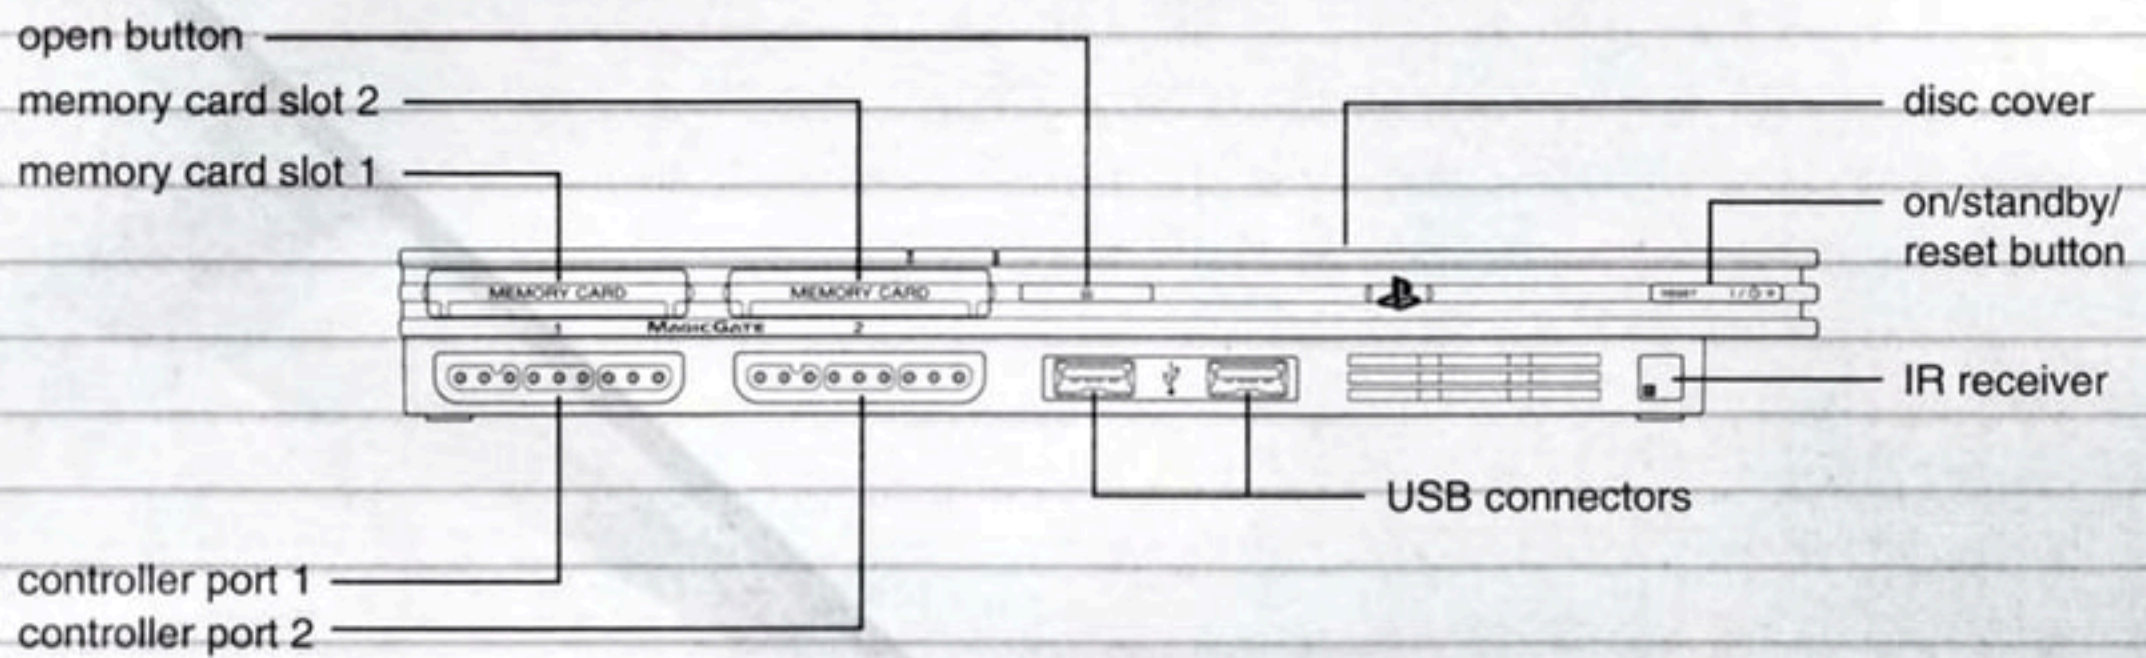 open button
memory card slot 2
memory card slot 1
disc cover
on/standby/
reset button
MEMORY CARD
MEMORY CARD
RESET
1
MAGICGATE
2
IR receiver
USB connectors
controller port 1
controller port 2